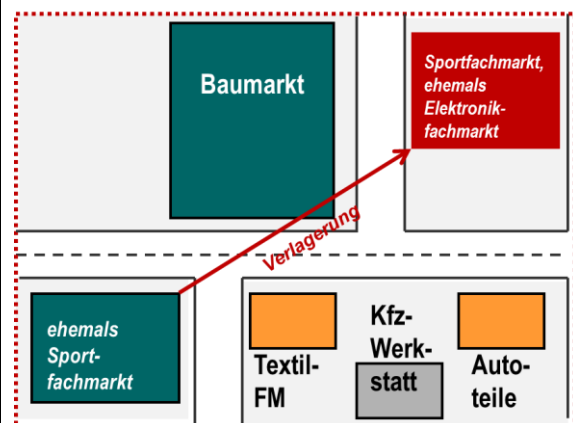 Baumarkt
Sportfachmarkt,
ehemals
Elektronik-
fachmarkt
Verlagerung
ehemals
Sport-
fachmarkt
Textil-
FM
Kfz-
Werk-
statt
Auto-
teile